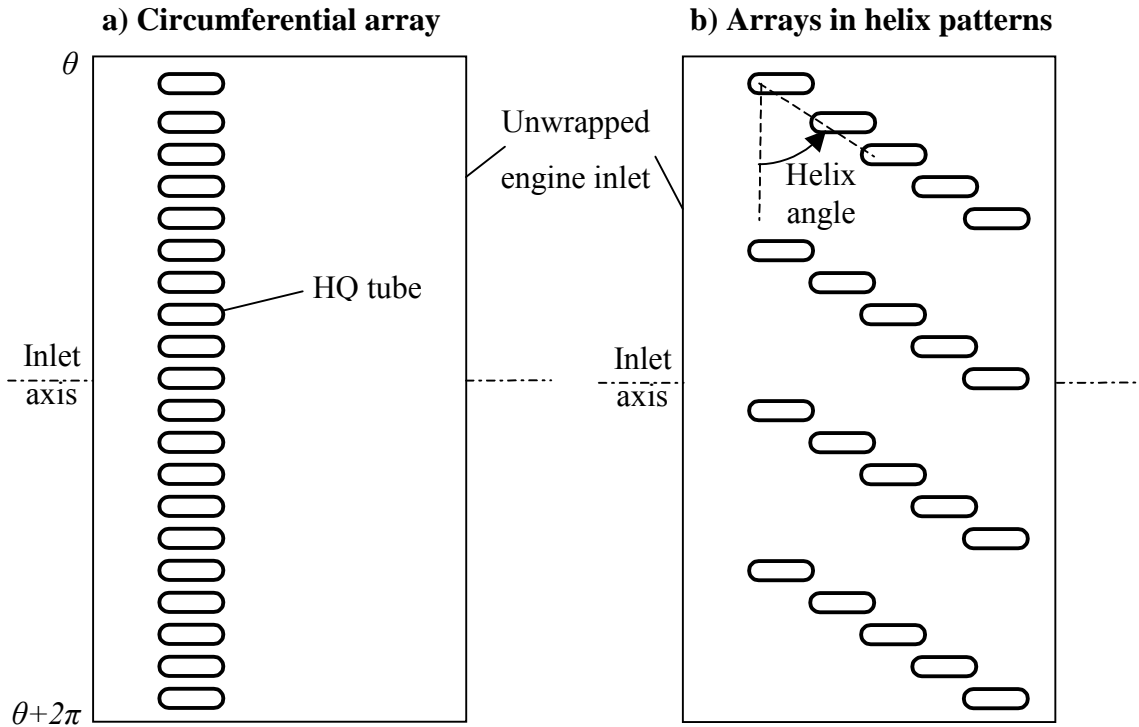 a) Circumferential array
b) Arrays in helix patterns
θ
Unwrapped
engine inlet
Helix
angle
HQ tube
Inlet
axis
Inlet
axis
θ+2π